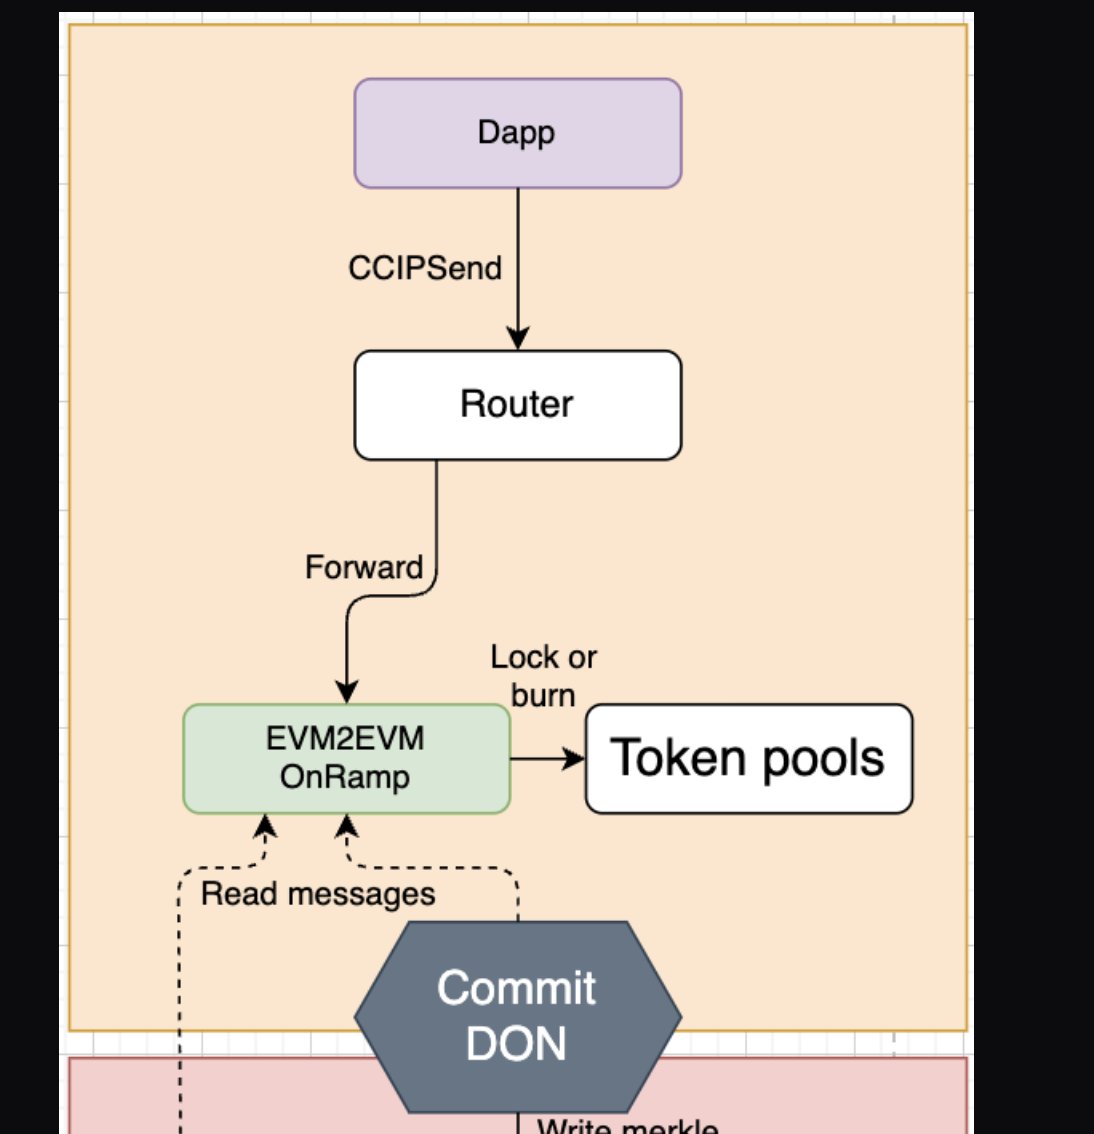 Dapp
CCIPSend
Router
Forward
Lock or
burn
EVM2EVM
OnRamp
Token pools
Read messages
Commit
DON
Write merkle